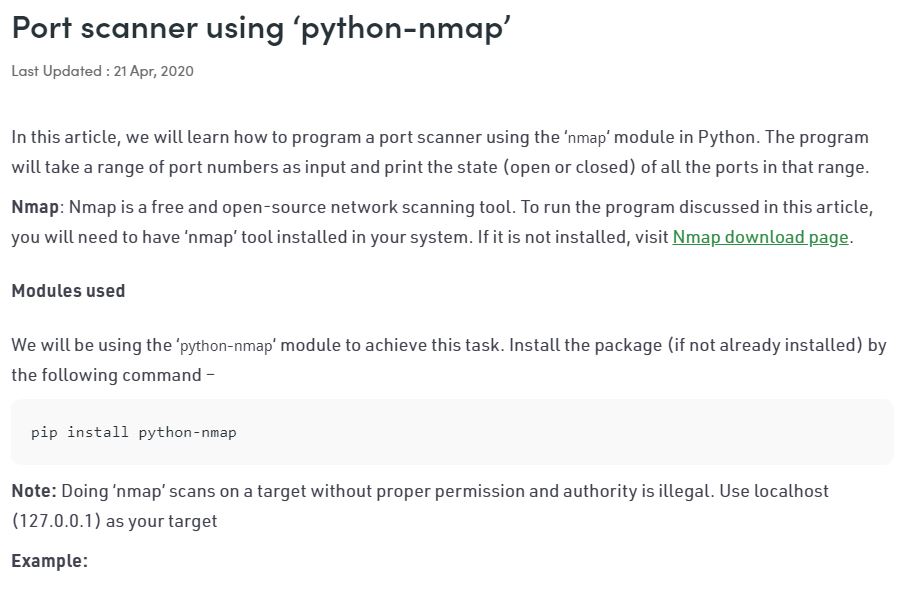 Port scanner using ‘python-nmap’
Last Updated : 21 Apr, 2020
In this article, we will learn how to program a port scanner using the ‘nmap‘ module in Python. The program
will take a range of port numbers as input and print the state (open or closed) of all the ports in that range.
Nmap: Nmap is a free and open-source network scanning tool. To run the program discussed in this article,
you will need to have ‘nmap’ tool installed in your system. If it is not installed, visit Nmap download page.
Modules used
We will be using the ‘python-nmap‘ module to achieve this task. Install the package (if not already installed) by
the following command –
pip install python-nmap
Note: Doing ‘nmap’ scans on a target without proper permission and authority is illegal. Use localhost
(127.0.0.1) as your target
Example: